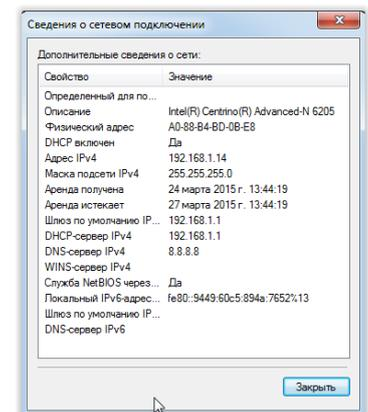 Сведения о сетевом подключении
Дополнительные сведения о сети:
Свойство Значение
Определенный для по...
Описание Intel(R) Centrino(R) Advanced-N 6205
Физический адрес A0-88-B4-BD-0B-E8
DHCP включен Да
Адрес IPv4 192.168.1.14
Маска подсети IPv4 255.255.255.0
Аренда получена 24 марта 2015 г. 13:44:19
Аренда истекает 27 марта 2015 г. 13:44:19
Шлюз по умолчанию IP... 192.168.1.1
DHCP-сервер IPv4 192.168.1.1
DNS-сервер IPv4 8.8.8.8
WINS-сервер IPv4
Служба NetBIOS через... Да
Локальный IPv6-адрес... fe80::9449:60c5:894a:7652%13
Шлюз по умолчанию IP...
DNS-сервер IPv6
Закрыть